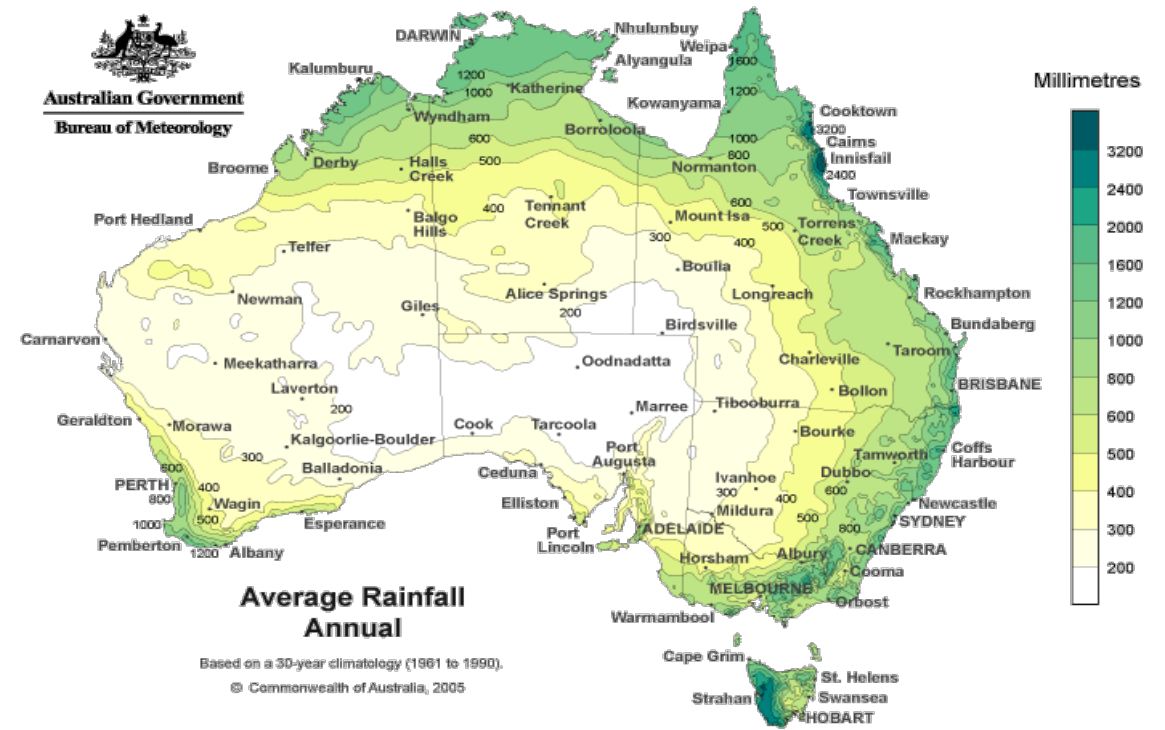 Australian Government
Bureau of Meteorology
DARWIN
Nhulunbuy
Weipa
Alyangula
Kalumburu
1600
1200
1000
Katherine
1200
Kowanyama
Cooktown
Wyndham
Borroloola
3200
600
1000
Cairns
Broome
Derby
Halls
Creek
500
800
Normanton
Innisfail
2400
Townsville
Port Hedland
400
Tennant
Creek
600
Balgo
Hills
Mount Isa
500
Torrens
Creek
Mackay
Telfer
300
400
Boulia
Newman
Giles
Alice Springs
Longreach
Rockhampton
200
Birdsville
Bundaberg
Carnarvon
Meekatharra
Oodnadatta
Charleville
Taroom
Laverton
Bollon
BRISBANE
200
Marree
Tibooburra
Geraldton
Morawa
Cook
Tarcoola
Bourke
Kalgoorlie-Boulder
Port
Augusta
Coffs
Harbour
300
Tamworth
600
Balladonia
Ceduna
Dubbo
PERTH
400
Ivanhoe
600
800
Wagin
Elliston
300
400
Newcastle
1000
500
Esperance
Mildura
500
SYDNEY
Pemberton
1200
Albany
Port
Lincoln
ADELAIDE
800
Horsham
Albury
CANBERRA
MELBOURNE
Cooma
Warrnambool
Orbost
Cape Grim
St. Helens
Strahan
Swansea
HOBART
Average Rainfall
Annual
Based on a 30-year climatology (1961 to 1990).
© Commonwealth of Australia, 2005
Millimetres
3200
2400
2000
1600
1200
1000
800
600
500
400
300
200